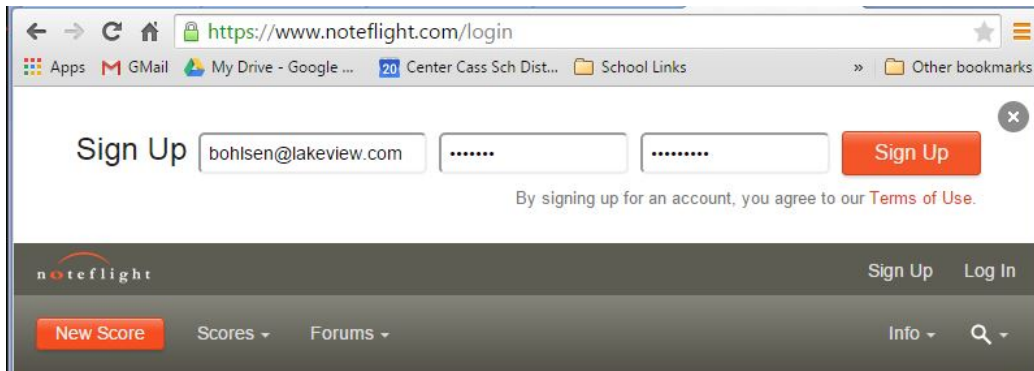 https://www.noteflight.com/login
Apps GMail My Drive - Google ... 20 Center Cass Sch Dist... School Links » Other bookmarks
Sign Up bohlsen@lakeview.com ••••••• ••••••••• Sign Up
By signing up for an account, you agree to our Terms of Use.
noteflight Sign Up Log In
New Score Scores Forums Info